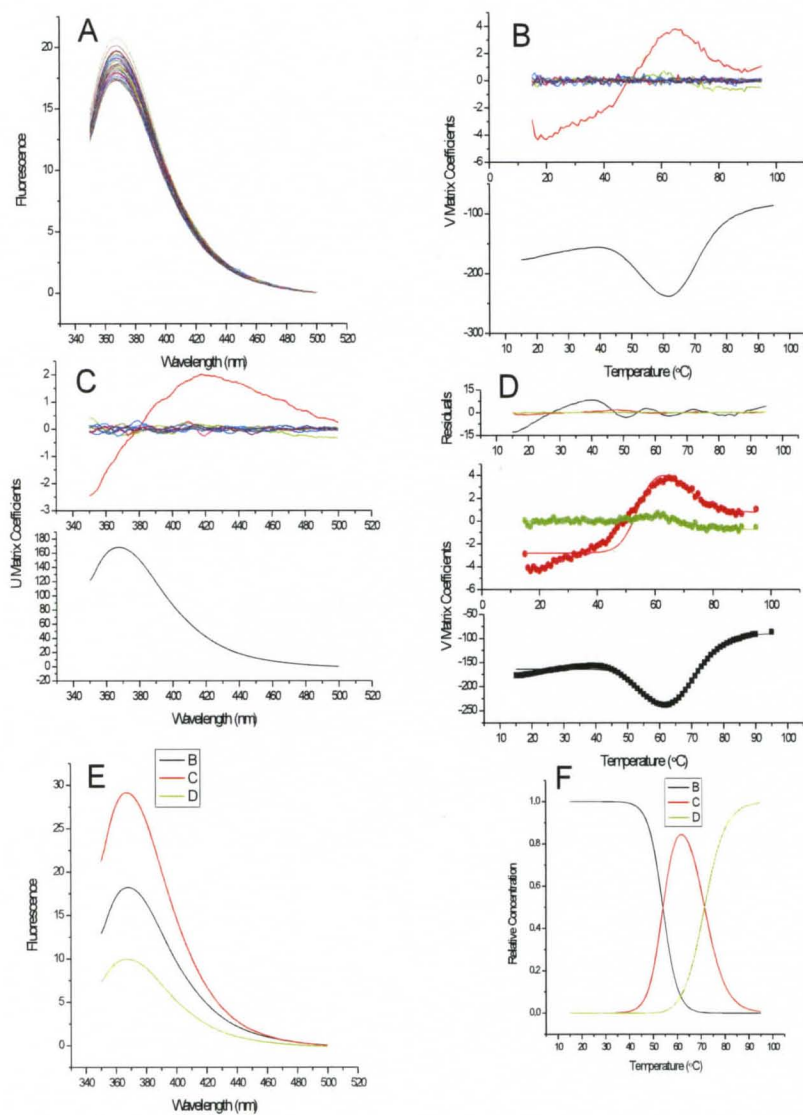 A
Fluorescence
20
15
10
5
0
340 360 380 400 420 440 460 480 500 520
Wavelength (nm)
B
V Matrix Coefficients
4
2
0
-2
-4
-6
20 40 60 80 100
-100
-200
-300
10 20 30 40 50 60 70 80 90 100
Temperature (°C)
C
U Matrix Coefficients
2
1
0
-1
-2
-3
340 360 380 400 420 440 460 480 500 520
180
160
140
120
100
80
60
40
20
0
-20
340 360 380 400 420 440 460 480 500 520
Wavelength (nm)
D
Residuals
15
0
-15
10 20 30 40 50 60 70 80 90 100
V Matrix Coefficients
4
2
0
-2
-4
-6
0 20 40 60 80 100
-50
-100
-150
-200
-250
10 20 30 40 50 60 70 80 90 100
Temperature (°C)
E
B
C
D
Fluorescence
30
25
20
15
10
5
0
340 360 380 400 420 440 460 480 500 520
Wavelength (nm)
F
B
C
D
Relative Concentration
1,0
0,8
0,6
0,4
0,2
0,0
10 20 30 40 50 60 70 80 90 100
Temperature (°C)